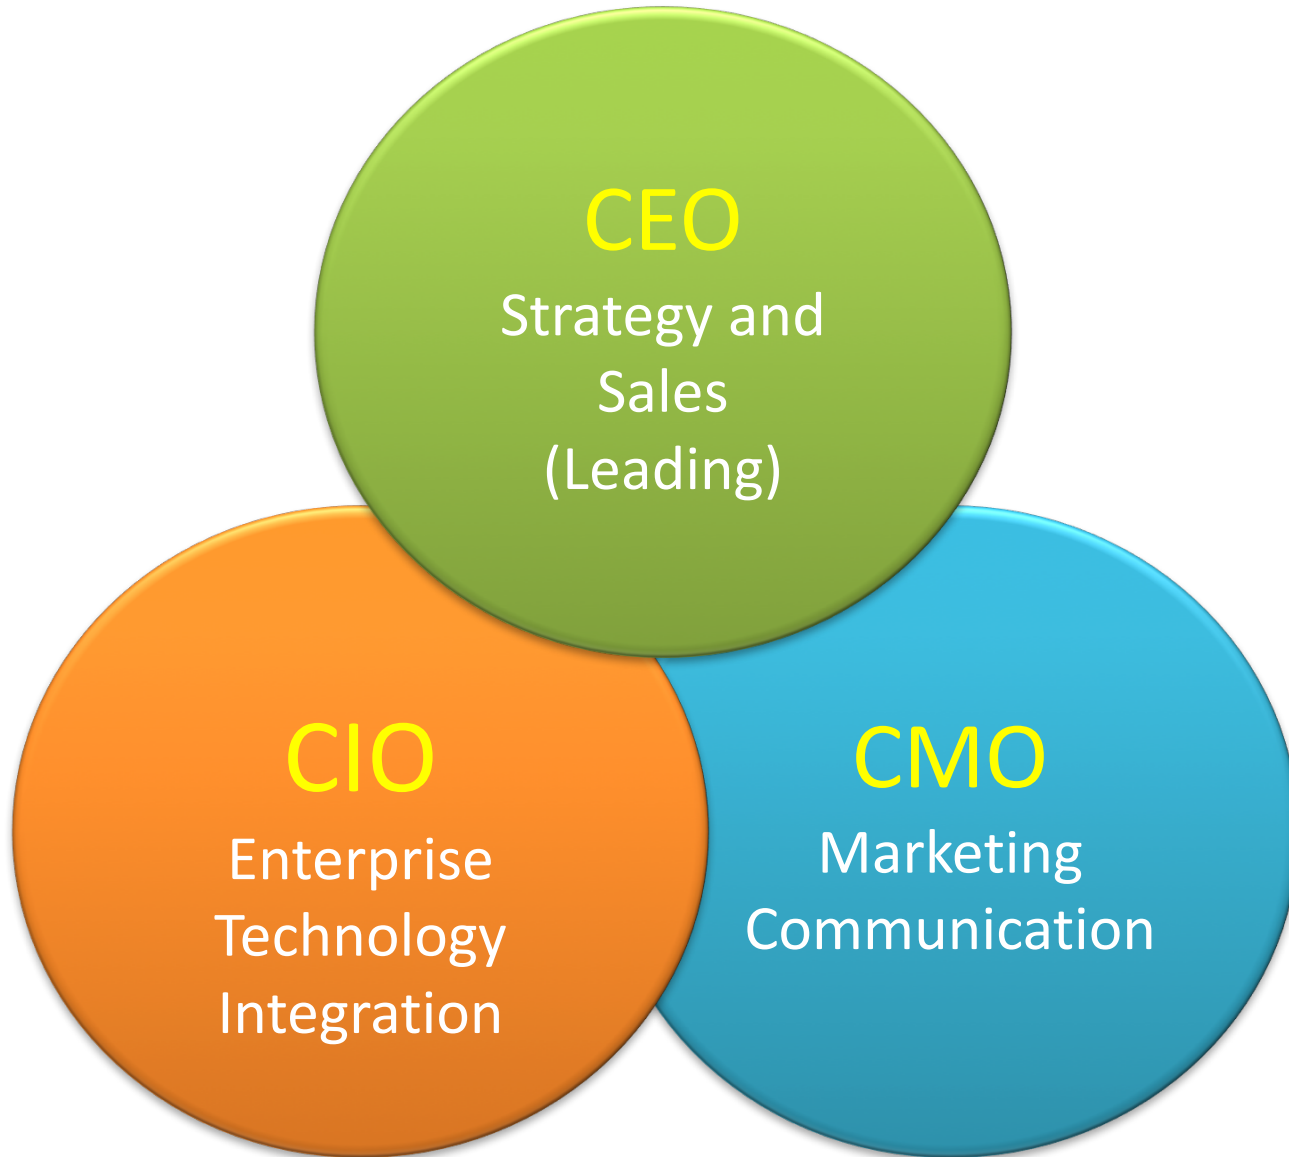 CEO
Strategy and
Sales
(Leading)
CIO
Enterprise
Technology
Integration
CMO
Marketing
Communication